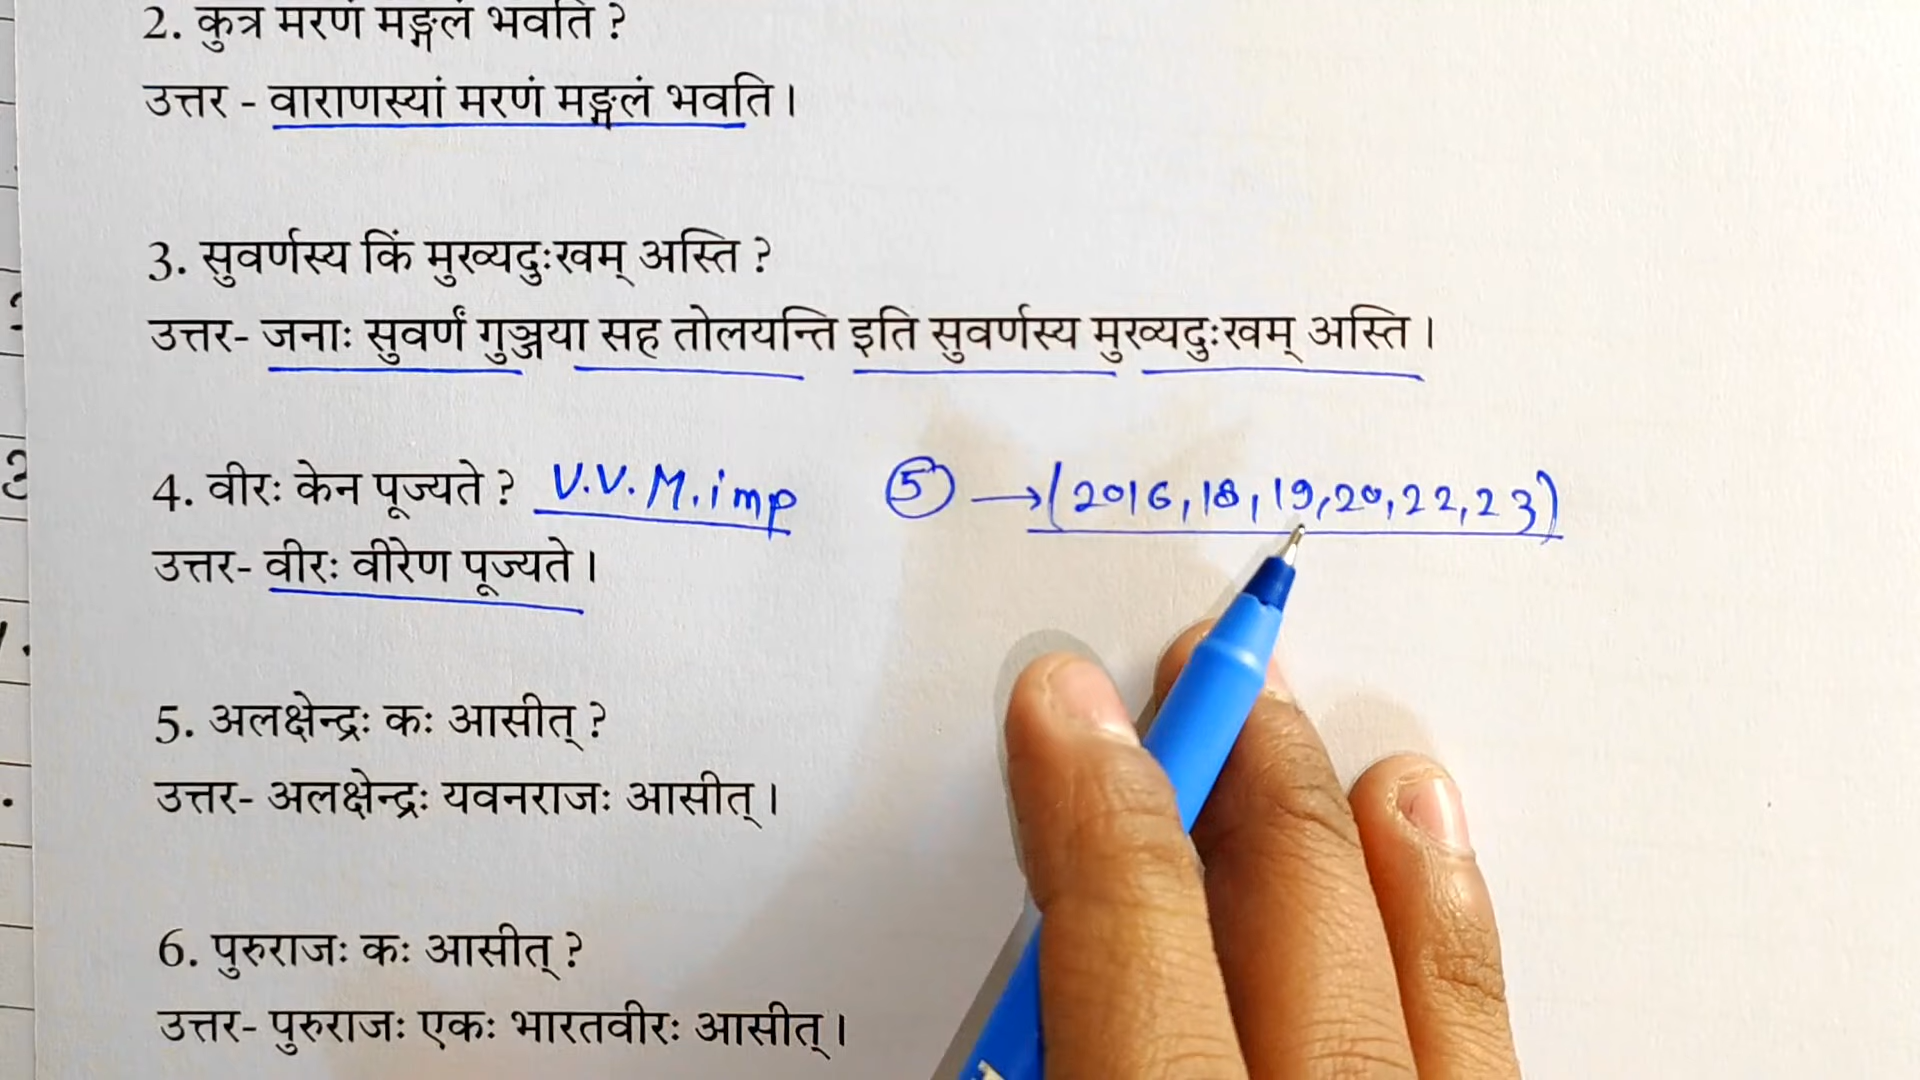 2. कुत्र मरणं मङ्गलं भवति ?
उत्तर - वाराणस्यां मरणं मङ्गलं भवति ।
3. सुवर्णस्य किं मुख्यदुःखम् अस्ति ?
उत्तर- जनाः सुवर्णं गुञ्जया सह तोलयन्ति इति सुवर्णस्य मुख्यदुःखम् अस्ति ।
4. वीरः केन पूज्यते ? V.V.M.imp 5 →(2016,18,19,20,22,23)
उत्तर- वीरः वीरेण पूज्यते ।
5. अलक्षेन्द्रः कः आसीत् ?
उत्तर- अलक्षेन्द्रः यवनराजः आसीत् ।
6. पुरुराजः कः आसीत् ?
उत्तर- पुरुराजः एकः भारतवीरः आसीत् ।